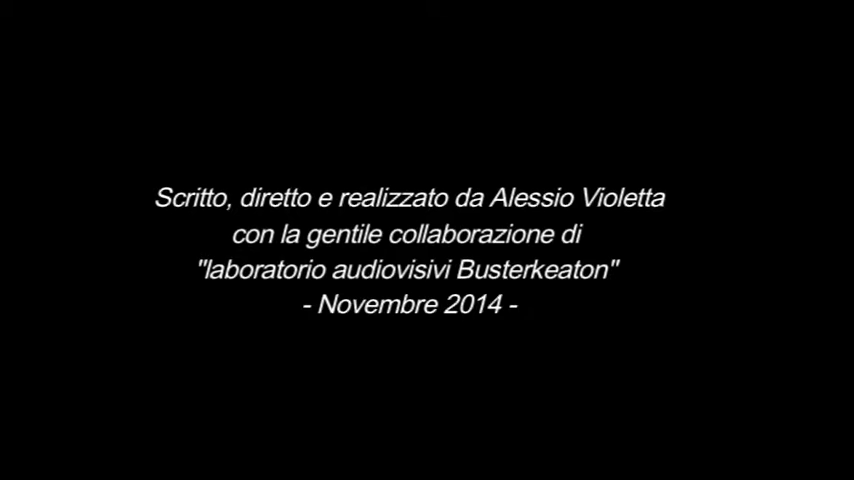 Scritto, diretto e realizzato da Alessio Violetta
con la gentile collaborazione di
"laboratorio audiovisivi Busterkeaton"
- Novembre 2014 -